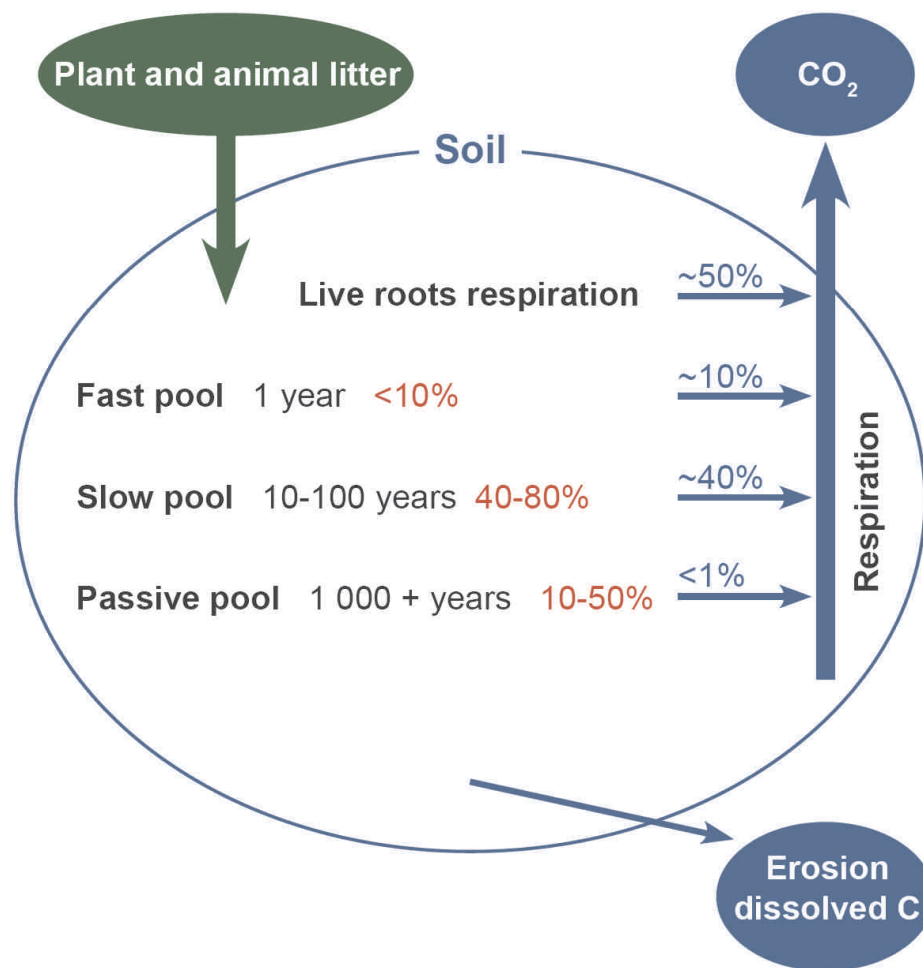 Plant and animal litter
CO₂
Soil
Live roots respiration ~50%
Fast pool 1 year <10% ~10%
Slow pool 10-100 years 40-80% ~40%
Passive pool 1 000 + years 10-50% <1%
Respiration
Erosion
dissolved C